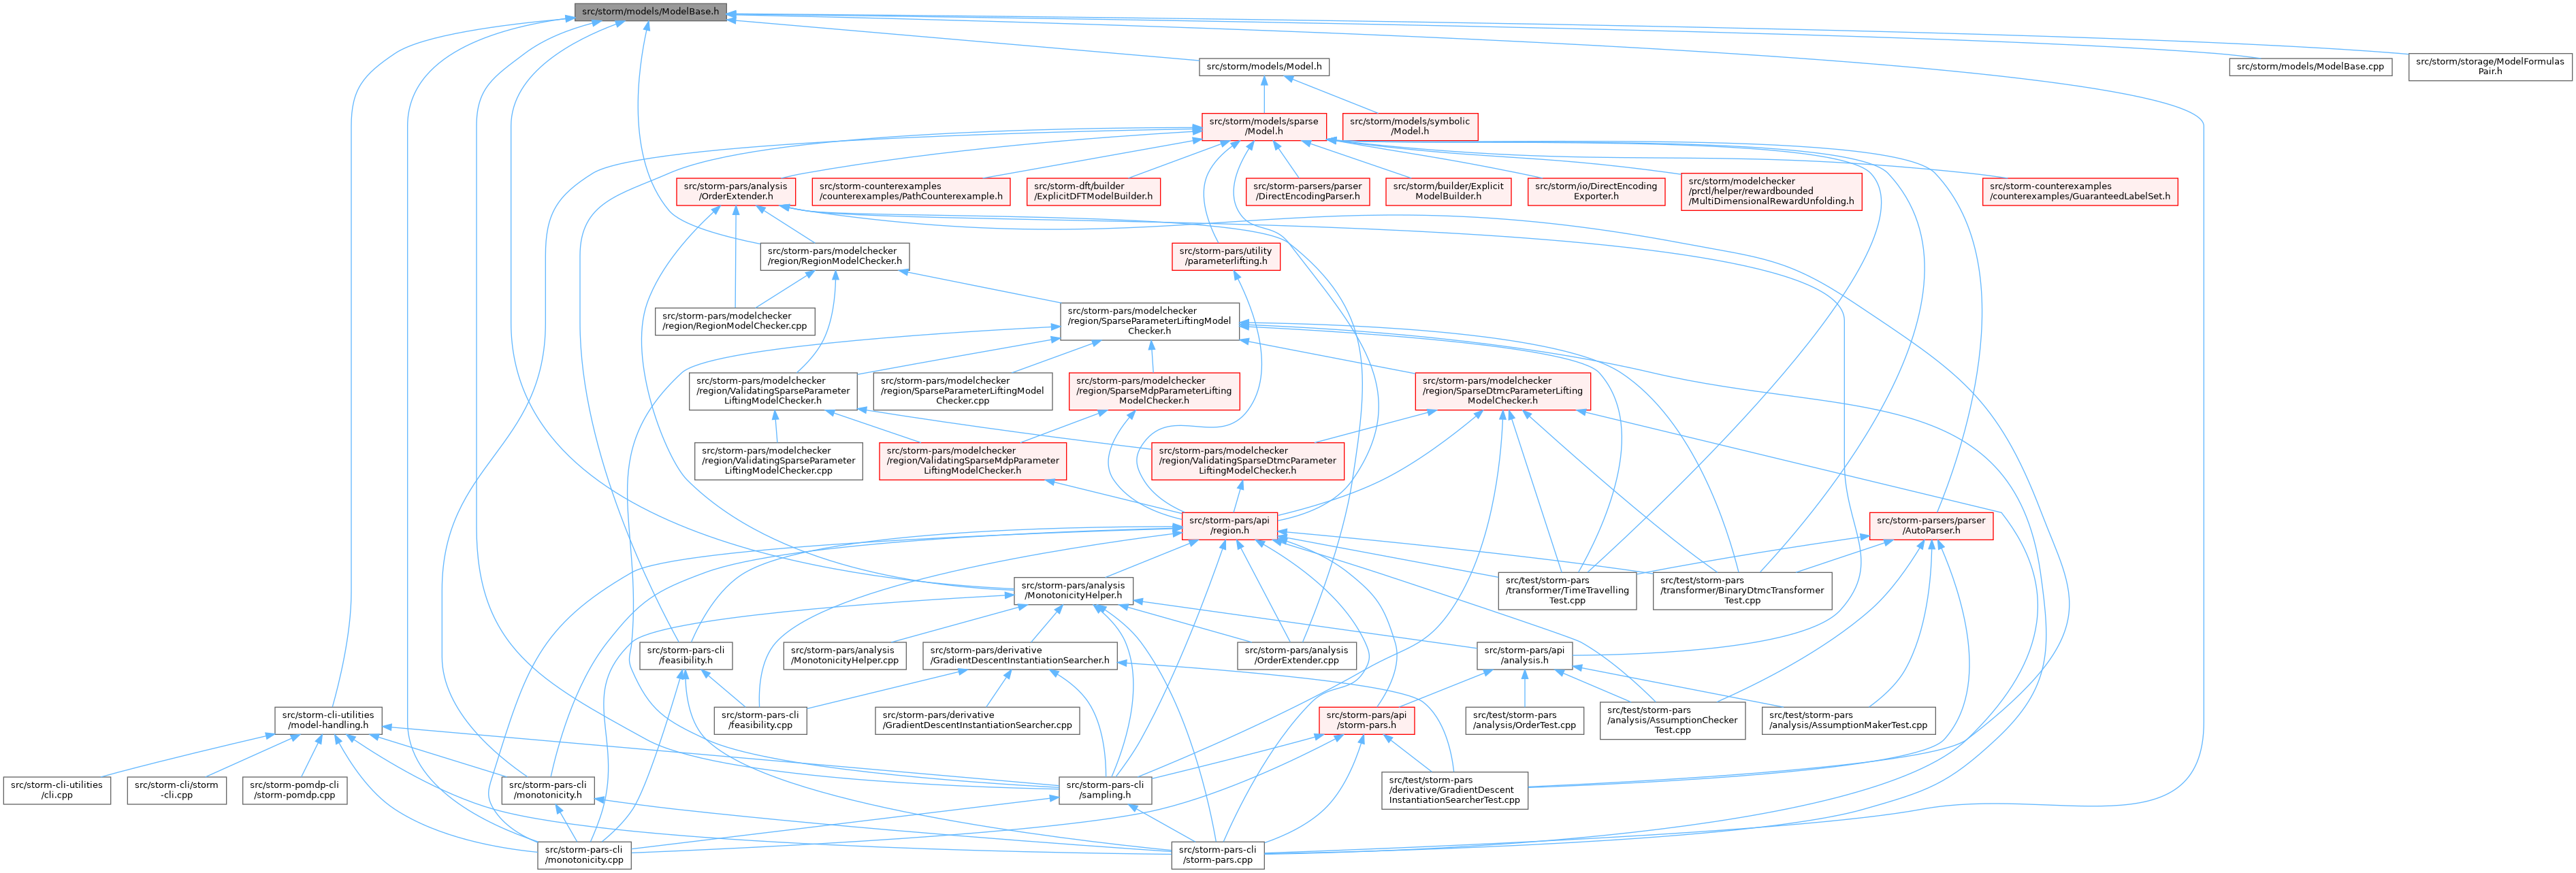 src/storm/models/ModelBase.h
src/storm/models/Model.h
src/storm/models/ModelBase.cpp
src/storm/storage/ModelFormulas
Pair.h
src/storm/models/sparse
/Model.h
src/storm/models/symbolic
/Model.h
src/storm-pars/analysis
/OrderExtender.h
src/storm-counterexamples
/counterexamples/PathCounterexample.h
src/storm-dft/builder
/ExplicitDFTModelBuilder.h
src/storm-parsers/parser
/DirectEncodingParser.h
src/storm/builder/Explicit
ModelBuilder.h
src/storm/io/DirectEncoding
Exporter.h
src/storm/modelchecker
/prctl/helper/rewardbounded
/MultiDimensionalRewardUnfolding.h
src/storm-counterexamples
/counterexamples/GuaranteedLabelSet.h
src/storm-pars/modelchecker
/region/RegionModelChecker.h
src/storm-pars/utility
/parameterlifting.h
src/storm-pars/modelchecker
/region/RegionModelChecker.cpp
src/storm-pars/modelchecker
/region/SparseParameterLiftingModel
Checker.h
src/storm-pars/modelchecker
/region/ValidatingSparseParameter
LiftingModelChecker.h
src/storm-pars/modelchecker
/region/SparseParameterLiftingModel
Checker.cpp
src/storm-pars/modelchecker
/region/SparseMdpParameterLifting
ModelChecker.h
src/storm-pars/modelchecker
/region/SparseDtmcParameterLifting
ModelChecker.h
src/storm-pars/modelchecker
/region/ValidatingSparseParameter
LiftingModelChecker.cpp
src/storm-pars/modelchecker
/region/ValidatingSparseMdpParameter
LiftingModelChecker.h
src/storm-pars/modelchecker
/region/ValidatingSparseDtmcParameter
LiftingModelChecker.h
src/storm-pars/api
/region.h
src/storm-parsers/parser
/AutoParser.h
src/storm-pars/analysis
/MonotonicityHelper.h
src/test/storm-pars
/transformer/TimeTravelling
Test.cpp
src/test/storm-pars
/transformer/BinaryDtmcTransformer
Test.cpp
src/storm-pars-cli
/feasibility.h
src/storm-pars/analysis
/MonotonicityHelper.cpp
src/storm-pars/derivative
/GradientDescentInstantiationSearcher.h
src/storm-pars/analysis
/OrderExtender.cpp
src/storm-pars/api
/analysis.h
src/storm-cli-utilities
/model-handling.h
src/storm-pars-cli
/feasibility.cpp
src/storm-pars/derivative
/GradientDescentInstantiationSearcher.cpp
src/storm-pars/api
/storm-pars.h
src/test/storm-pars
/analysis/OrderTest.cpp
src/test/storm-pars
/analysis/AssumptionChecker
Test.cpp
src/test/storm-pars
/analysis/AssumptionMakerTest.cpp
src/storm-cli-utilities
/cli.cpp
src/storm-cli/storm
-cli.cpp
src/storm-pomdp-cli
/storm-pomdp.cpp
src/storm-pars-cli
/monotonicity.h
src/storm-pars-cli
/sampling.h
src/test/storm-pars
/derivative/GradientDescent
InstantiationSearcherTest.cpp
src/storm-pars-cli
/monotonicity.cpp
src/storm-pars-cli
/storm-pars.cpp